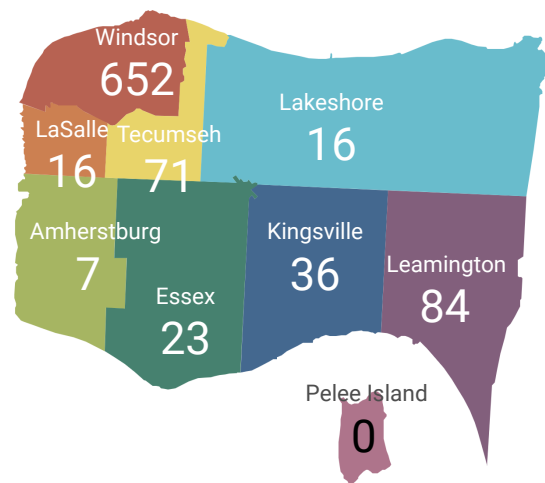 Windsor
652
Lakeshore
16
LaSalle
16
Tecumseh
71
Amherstburg
7
Essex
23
Kingsville
36
Leamington
84
Pelee Island
0